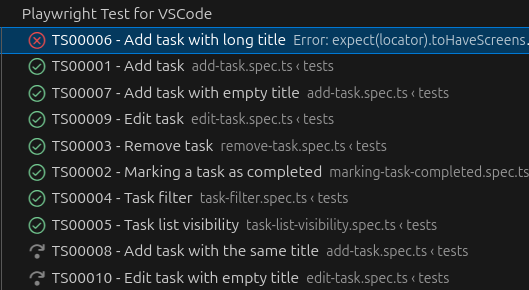 Playwright Test for VSCode
TS00006 - Add task with long title Error: expect(locator).toHaveScreens
TS00001 - Add task add-task.spec.ts ‹ tests
TS00007 - Add task with empty title add-task.spec.ts ‹ tests
TS00009 - Edit task edit-task.spec.ts ‹ tests
TS00003 - Remove task remove-task.spec.ts ‹ tests
TS00002 - Marking a task as completed marking-task-completed.spec.ts
TS00004 - Task filter task-filter.spec.ts ‹ tests
TS00005 - Task list visibility task-list-visibility.spec.ts ‹ tests
TS00008 - Add task with the same title add-task.spec.ts ‹ tests
TS00010 - Edit task with empty title edit-task.spec.ts ‹ tests